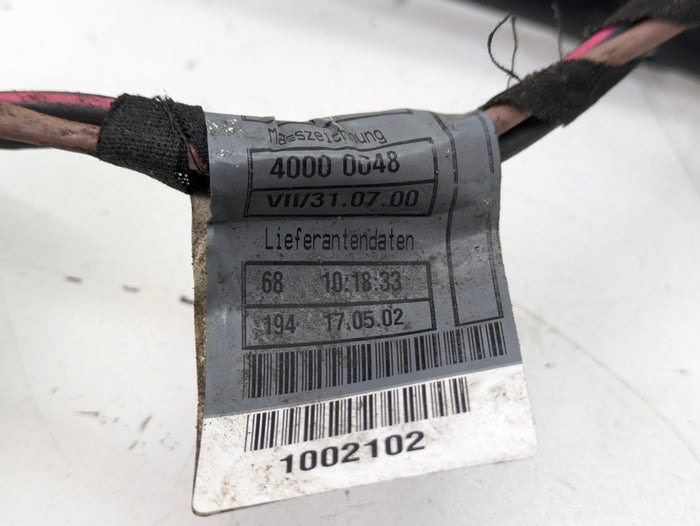 Masszeichnung
4000 0048
VII/31.07.00
Lieferantendaten
68 10:18:33
194 17.05.02
1002102